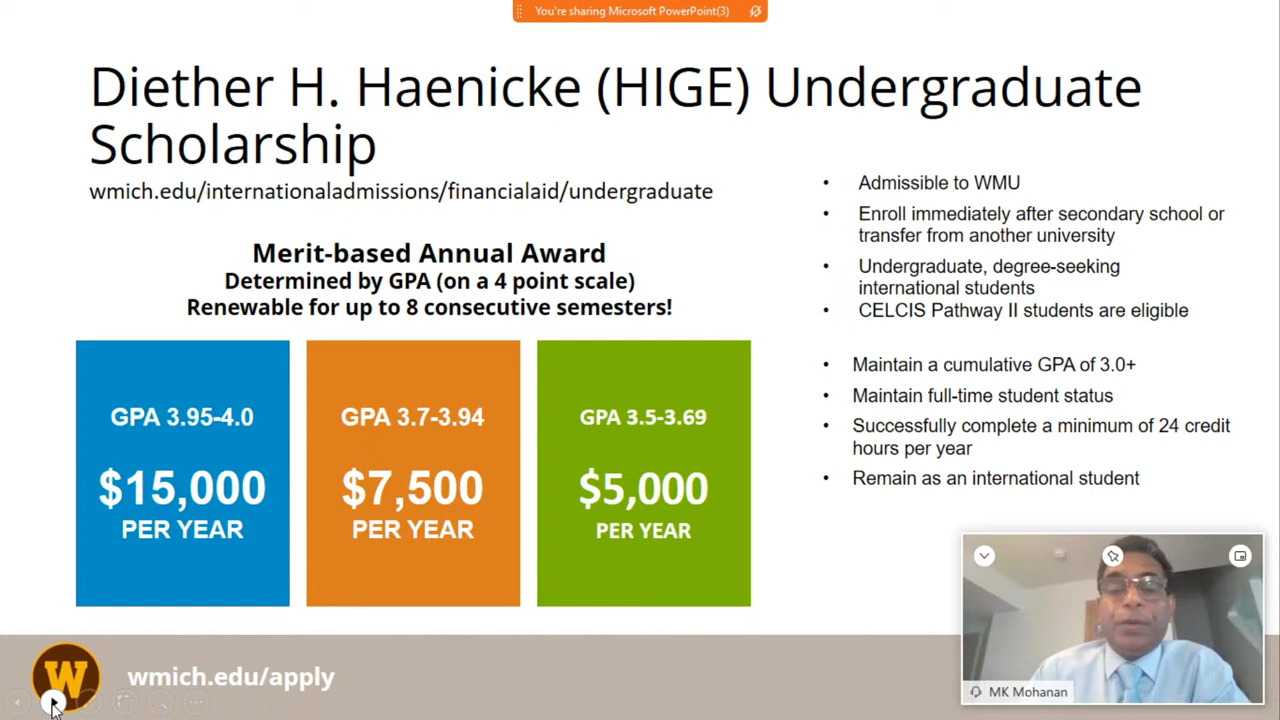 You're sharing Microsoft PowerPoint(3)
Diether H. Haenicke (HIGE) Undergraduate
Scholarship
wmich.edu/internationaladmissions/financialaid/undergraduate
Merit-based Annual Award
Determined by GPA (on a 4 point scale)
Renewable for up to 8 consecutive semesters!
GPA 3.95-4.0
$15,000
PER YEAR
GPA 3.7-3.94
$7,500
PER YEAR
GPA 3.5-3.69
$5,000
PER YEAR
• Admissible to WMU
• Enroll immediately after secondary school or
transfer from another university
• Undergraduate, degree-seeking
international students
• CELCIS Pathway II students are eligible
• Maintain a cumulative GPA of 3.0+
• Maintain full-time student status
• Successfully complete a minimum of 24 credit
hours per year
• Remain as an international student
MK Mohanan
W
wmich.edu/apply